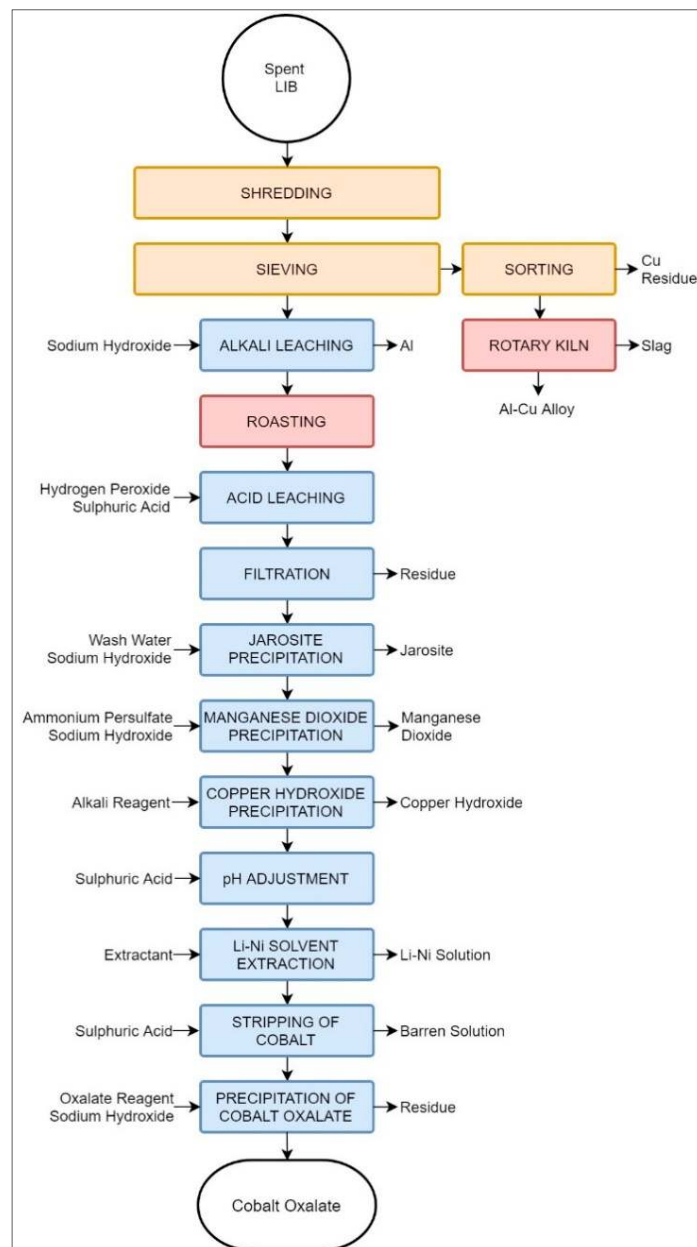 Spent
LIB
SHREDDING
SIEVING
SORTING
Cu
Residue
Sodium Hydroxide
ALKALI LEACHING
Al
ROTARY KILN
Slag
Al-Cu Alloy
ROASTING
Hydrogen Peroxide
Sulphuric Acid
ACID LEACHING
FILTRATION
Residue
Wash Water
Sodium Hydroxide
JAROSITE
PRECIPITATION
Jarosite
Ammonium Persulfate
Sodium Hydroxide
MANGANESE DIOXIDE
PRECIPITATION
Manganese
Dioxide
Alkali Reagent
COPPER HYDROXIDE
PRECIPITATION
Copper Hydroxide
Sulphuric Acid
pH ADJUSTMENT
Extractant
Li-Ni SOLVENT
EXTRACTION
Li-Ni Solution
Sulphuric Acid
STRIPPING OF
COBALT
Barren Solution
Oxalate Reagent
Sodium Hydroxide
PRECIPITATION OF
COBALT OXALATE
Residue
Cobalt Oxalate